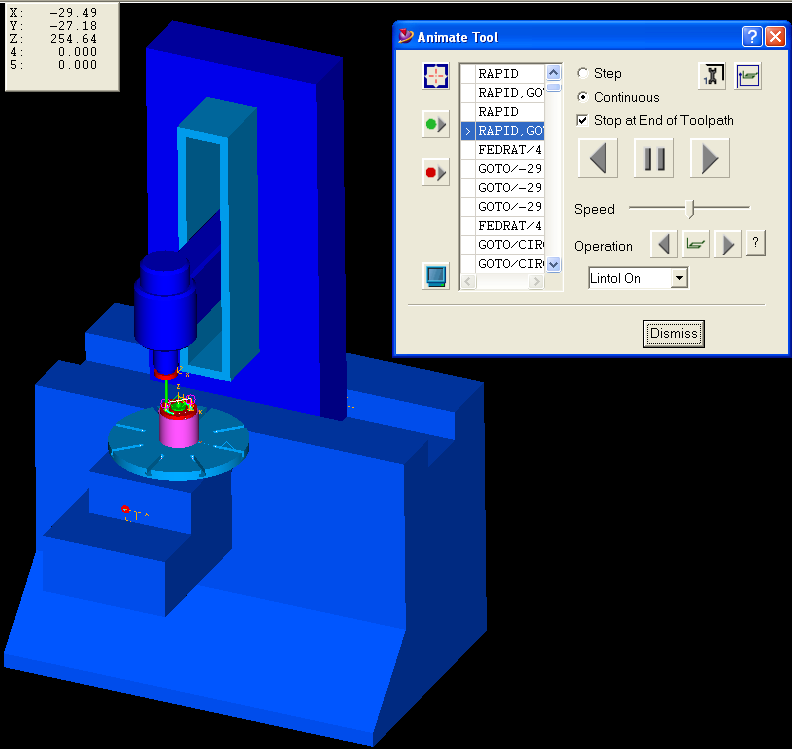 X: -29.49
Y: -27.18
Z: 254.64
4: 0.000
5: 0.000
Animate Tool
RAPID
RAPID,GO
RAPID
> RAPID,GO
FEDRAT/4
GOTO/-29
GOTO/-29
GOTO/-29
FEDRAT/4
GOTO/CIR
GOTO/CIR
Step
Continuous
Stop at End of Toolpath
Speed
Operation
?
Lintol On
Dismiss